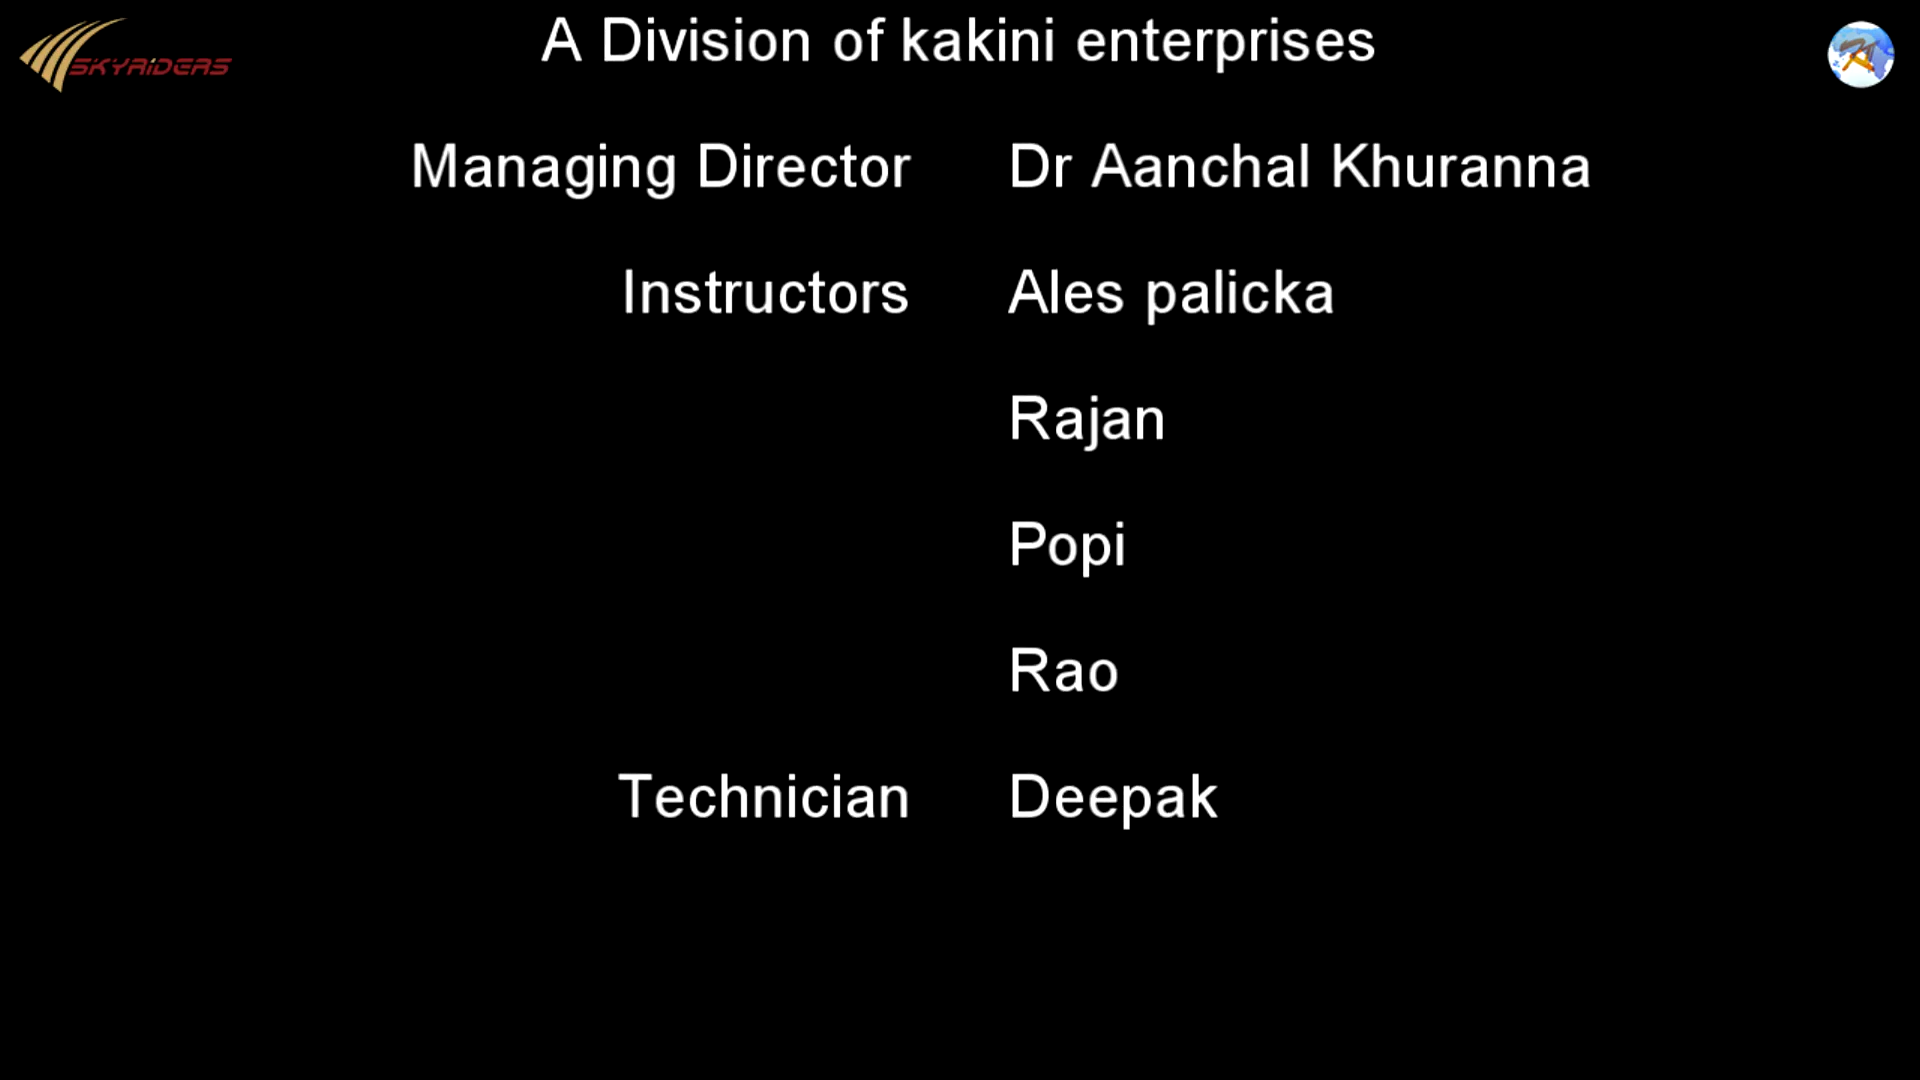 SKYRiDERS
A Division of kakini enterprises
Managing Director Dr Aanchal Khuranna
Instructors Ales palicka
Rajan
Popi
Rao
Technician Deepak